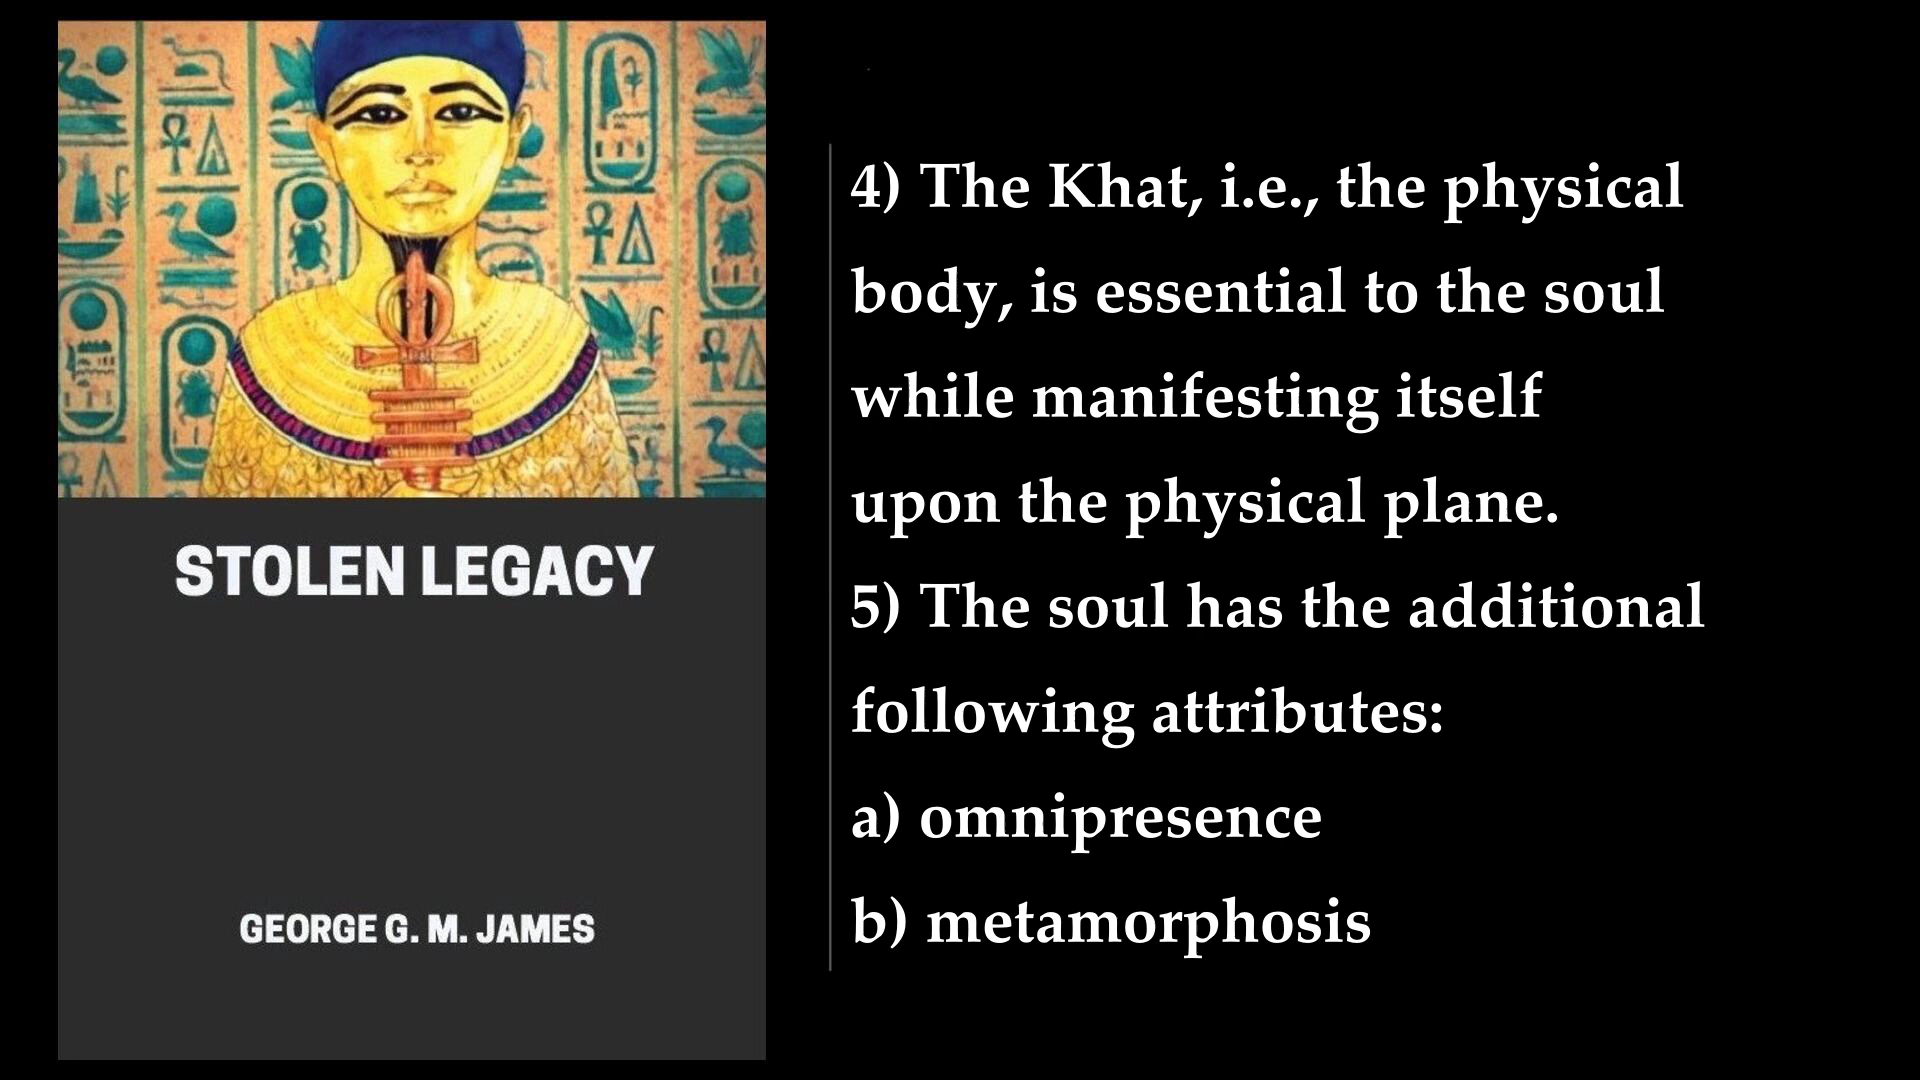 STOLEN LEGACY
GEORGE G. M. JAMES
4) The Khat, i.e., the physical
body, is essential to the soul
while manifesting itself
upon the physical plane.
5) The soul has the additional
following attributes:
a) omnipresence
b) metamorphosis